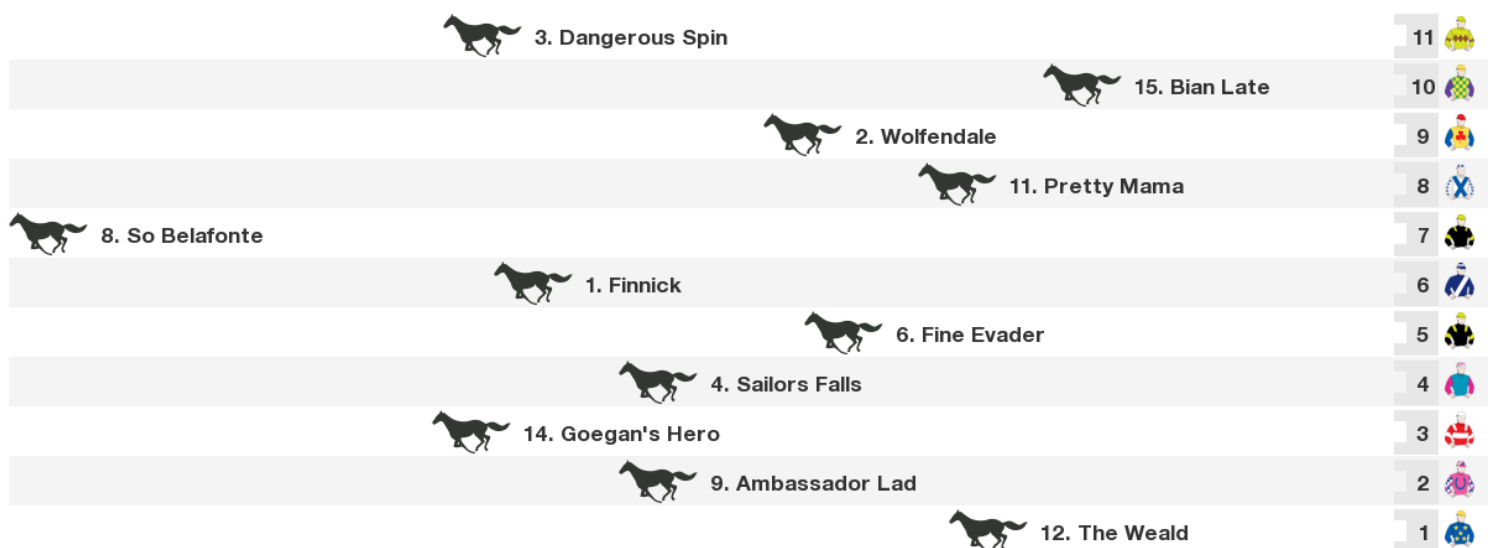 3. Dangerous Spin 11
15. Bian Late 10
2. Wolfendale 9
11. Pretty Mama 8
8. So Belafonte 7
1. Finnick 6
6. Fine Evader 5
4. Sailors Falls 4
14. Goegan's Hero 3
9. Ambassador Lad 2
12. The Weald 1